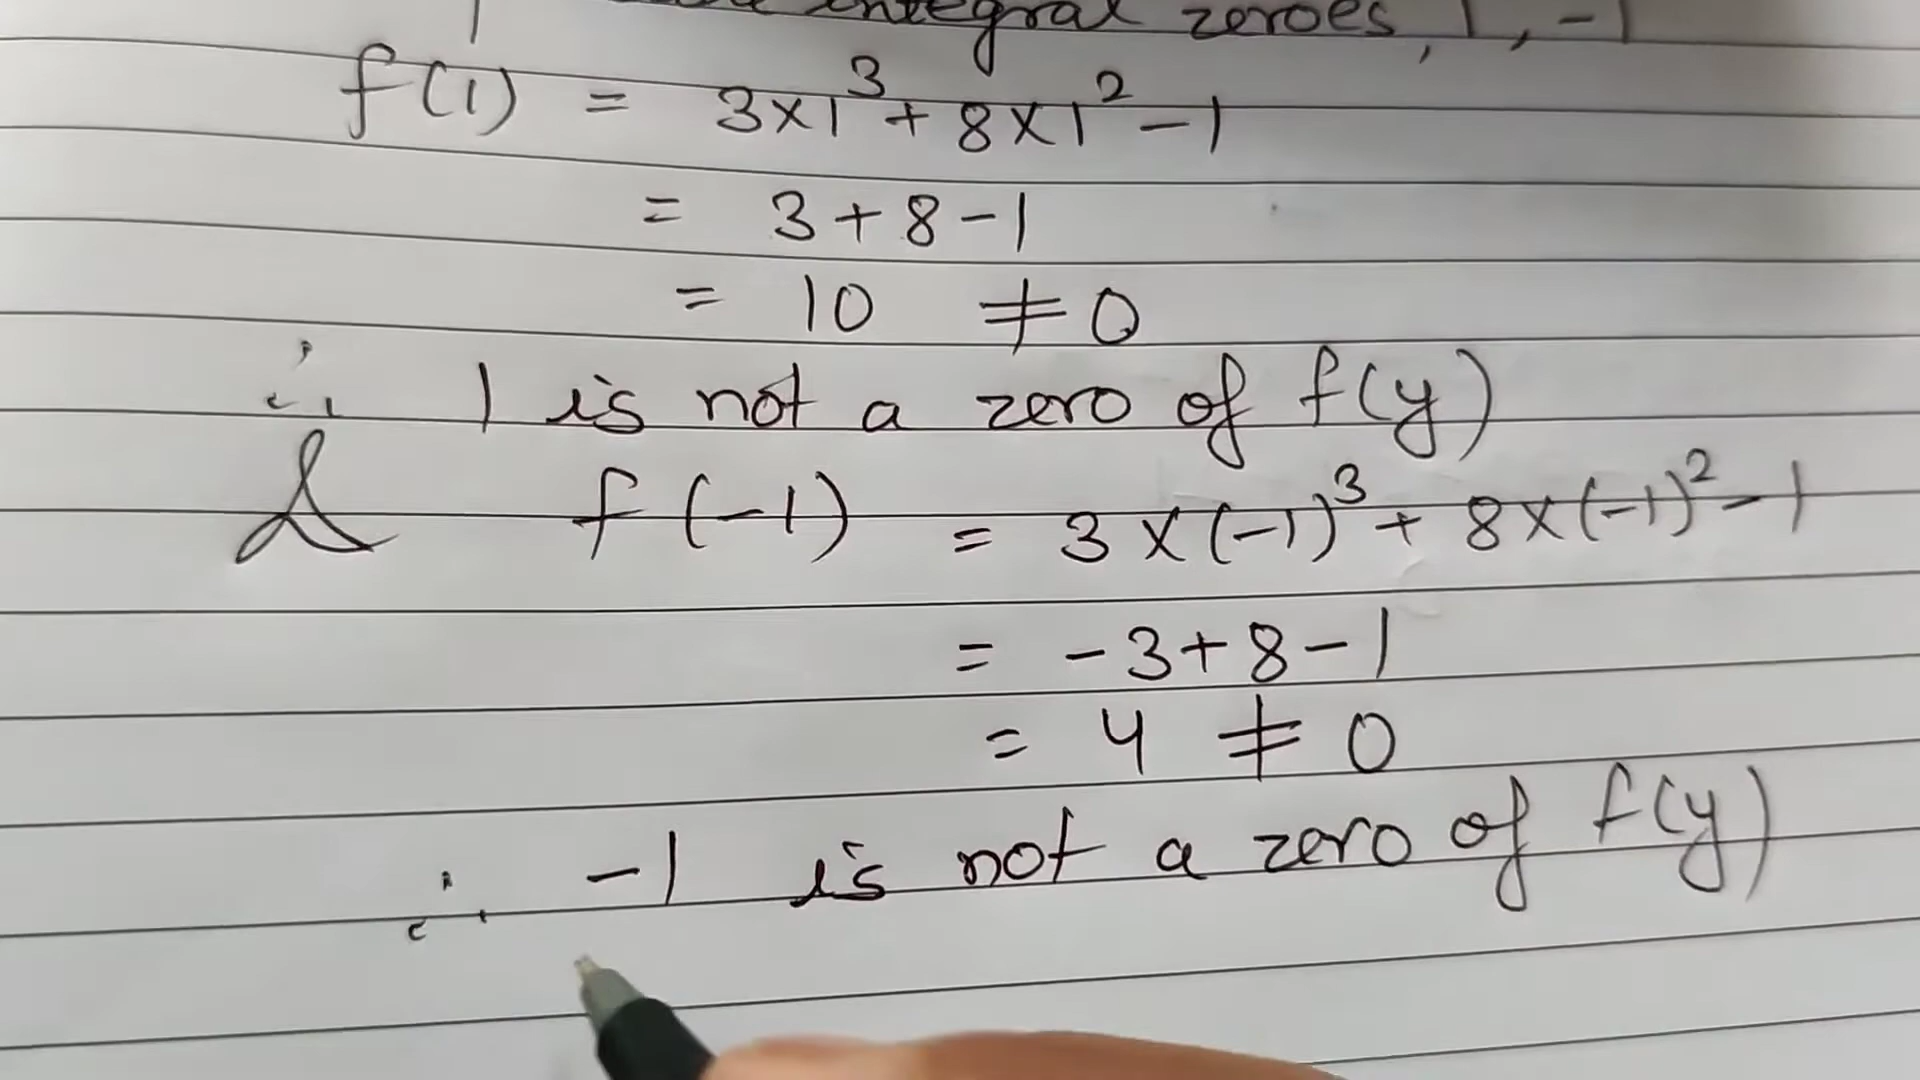 integral zeroes, 1, -1
f(1) = 3×1³ + 8×1² - 1
= 3 + 8 - 1
= 10 ≠ 0
∴ 1 is not a zero of f(y)
& f(-1) = 3 × (-1)³ + 8 × (-1)² - 1
= -3 + 8 - 1
= 4 ≠ 0
∴ -1 is not a zero of f(y)